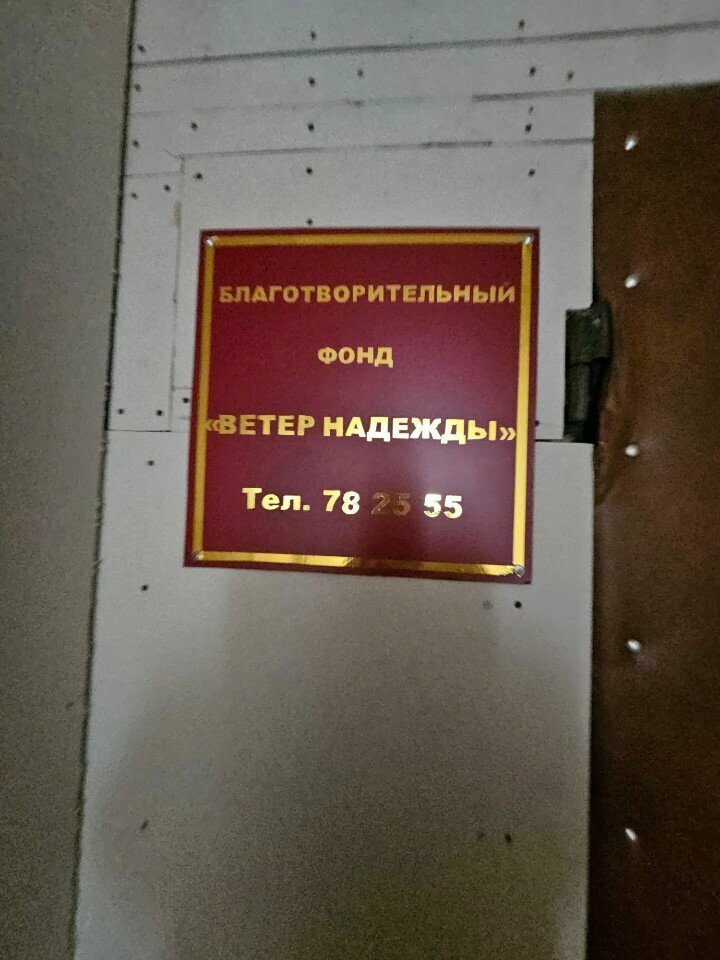 БЛАГОТВОРИТЕЛЬНЫЙ
ФОНД
«ВЕТЕР НАДЕЖДЫ»
Тел. 78 25 55